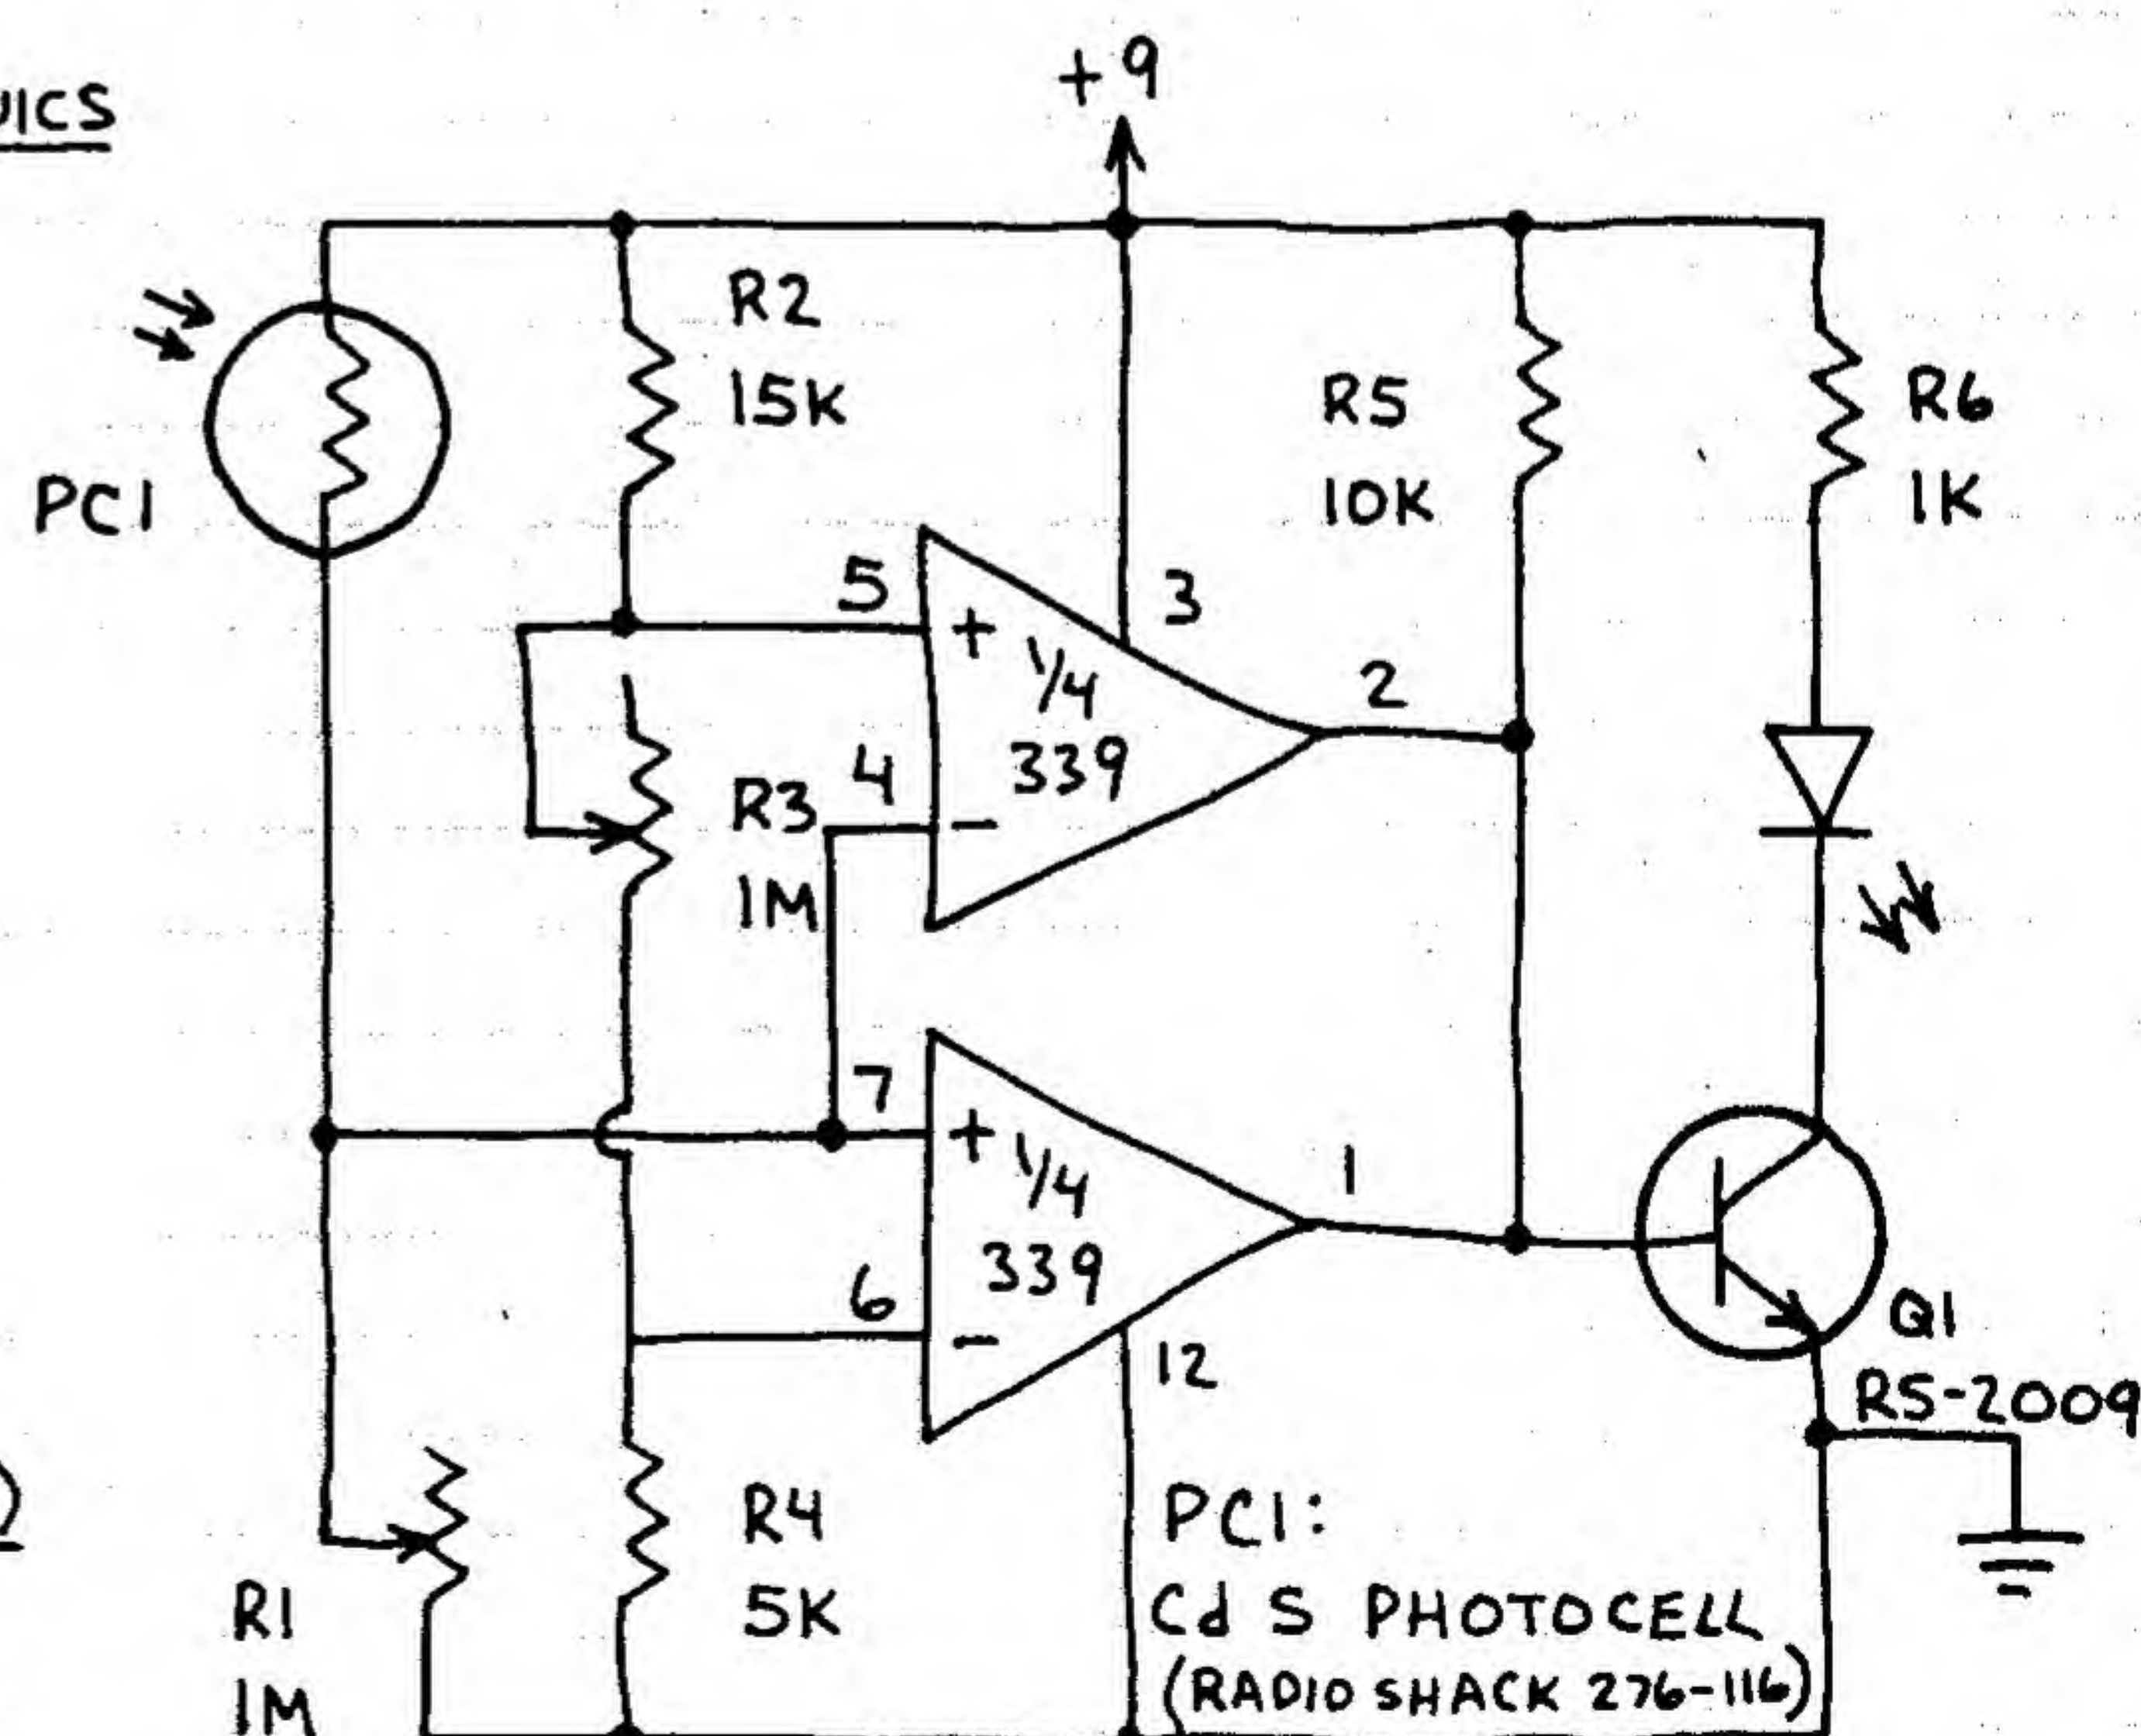 +9
R2
15K
R5
10K
R6
1K
PC1
5
+
3
1/4
339
2
4
-
R3
1M
7
+
1/4
339
1
6
-
12
Q1
RS-2009
R4
5K
R1
1M
PC1:
Cd S PHOTOCELL
(RADIO SHACK 276-116)